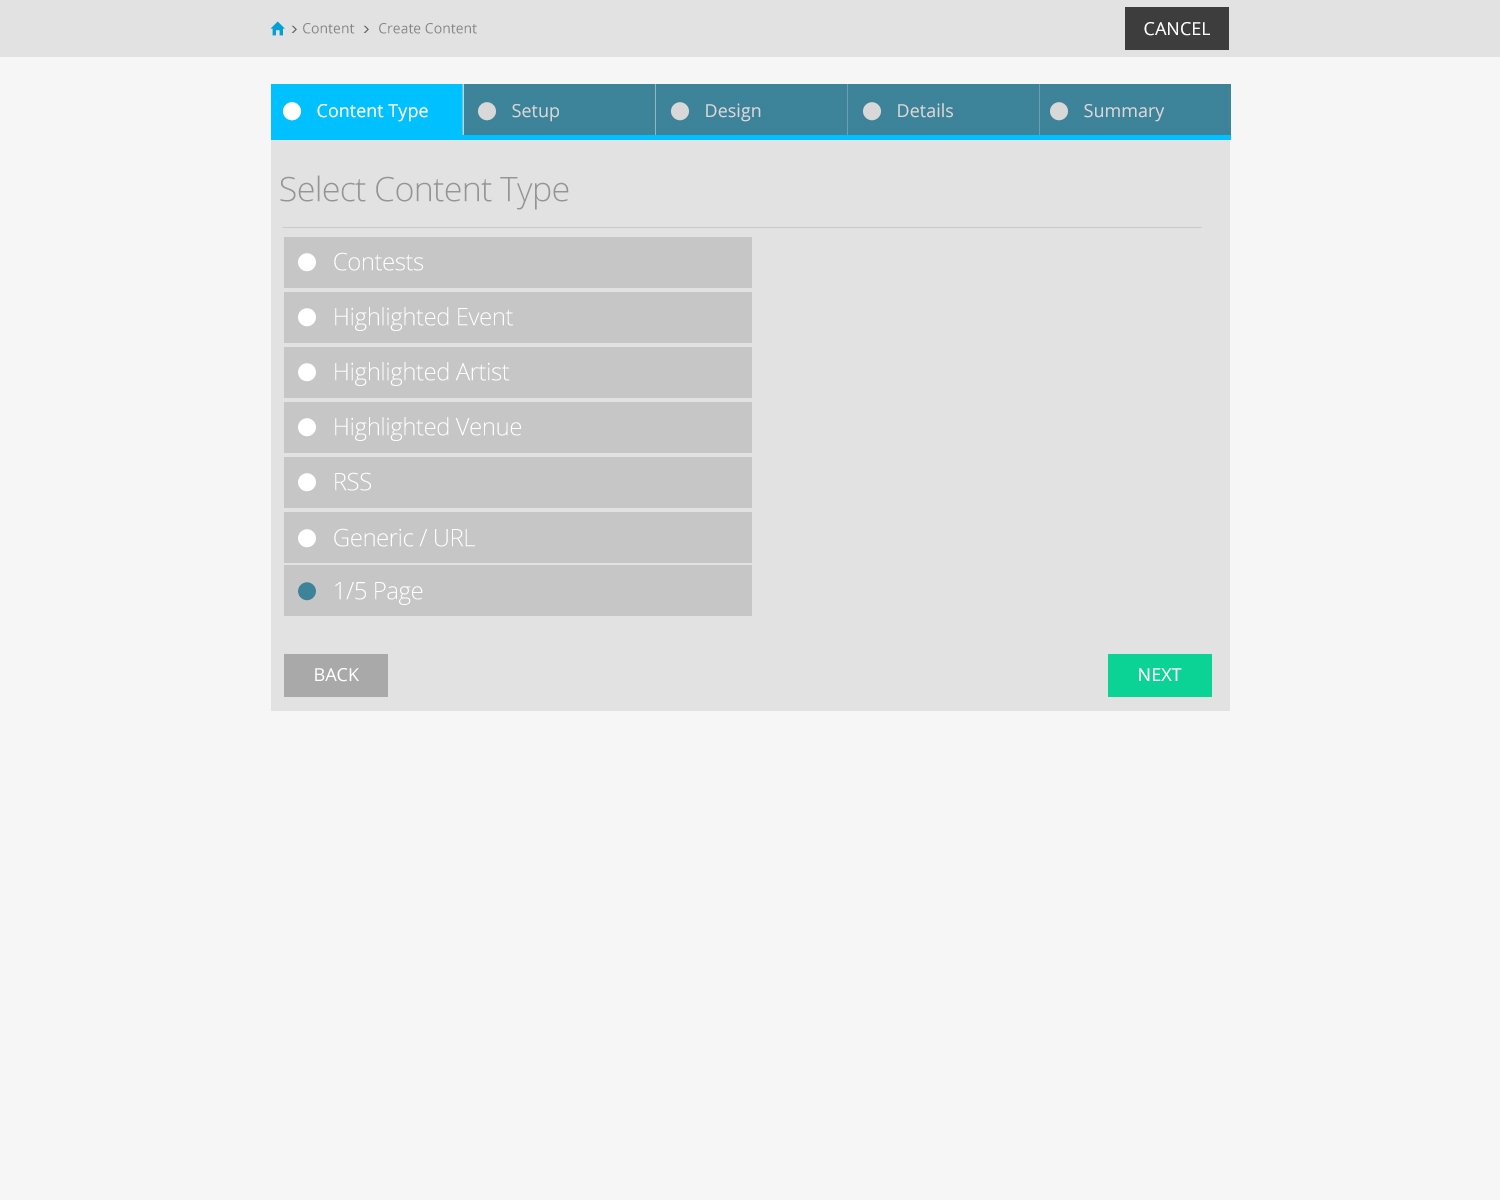 Content Create Content CANCEL
Content Type Setup Design Details Summary
Select Content Type
Contests
Highlighted Event
Highlighted Artist
Highlighted Venue
RSS
Generic / URL
1/5 Page
BACK NEXT